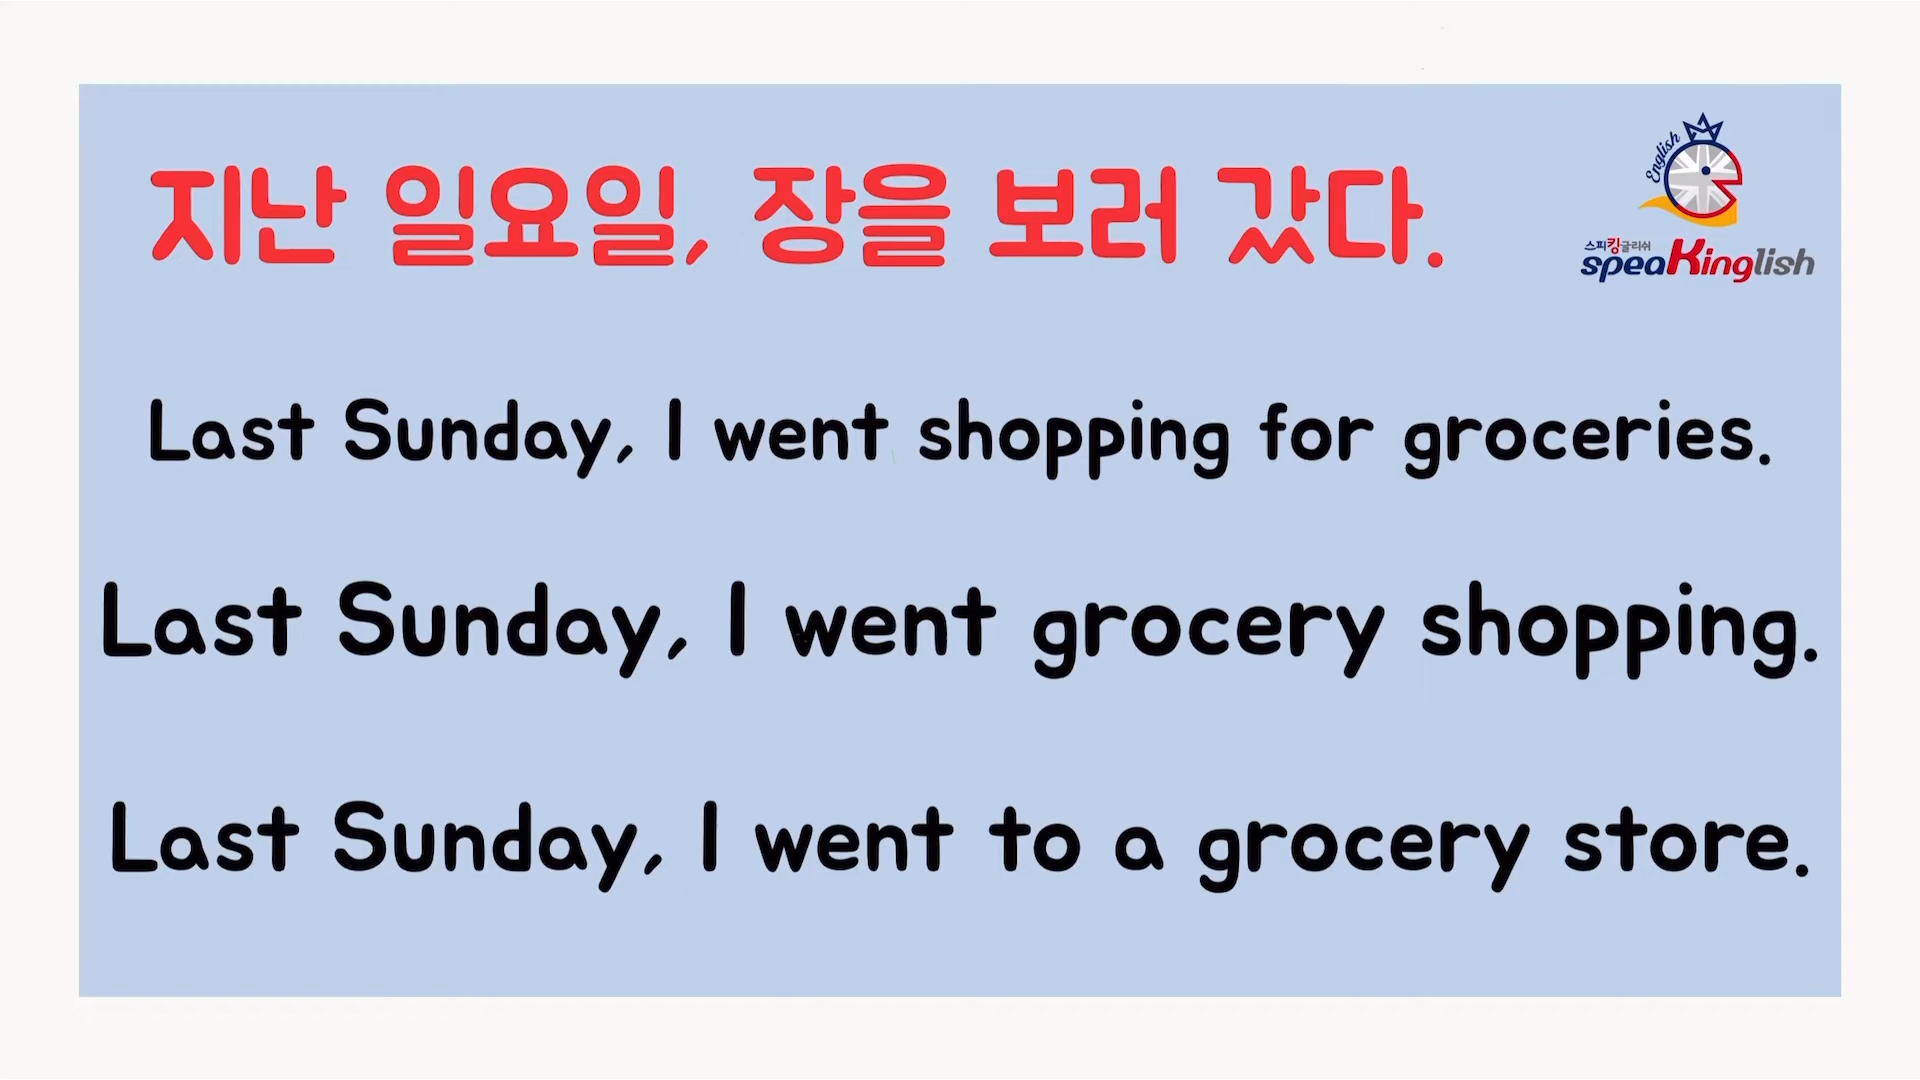 지난 일요일, 장을 보러 갔다.
English
스피킹글리쉬
speaKinglish
Last Sunday, I went shopping for groceries.
Last Sunday, I went grocery shopping.
Last Sunday, I went to a grocery store.